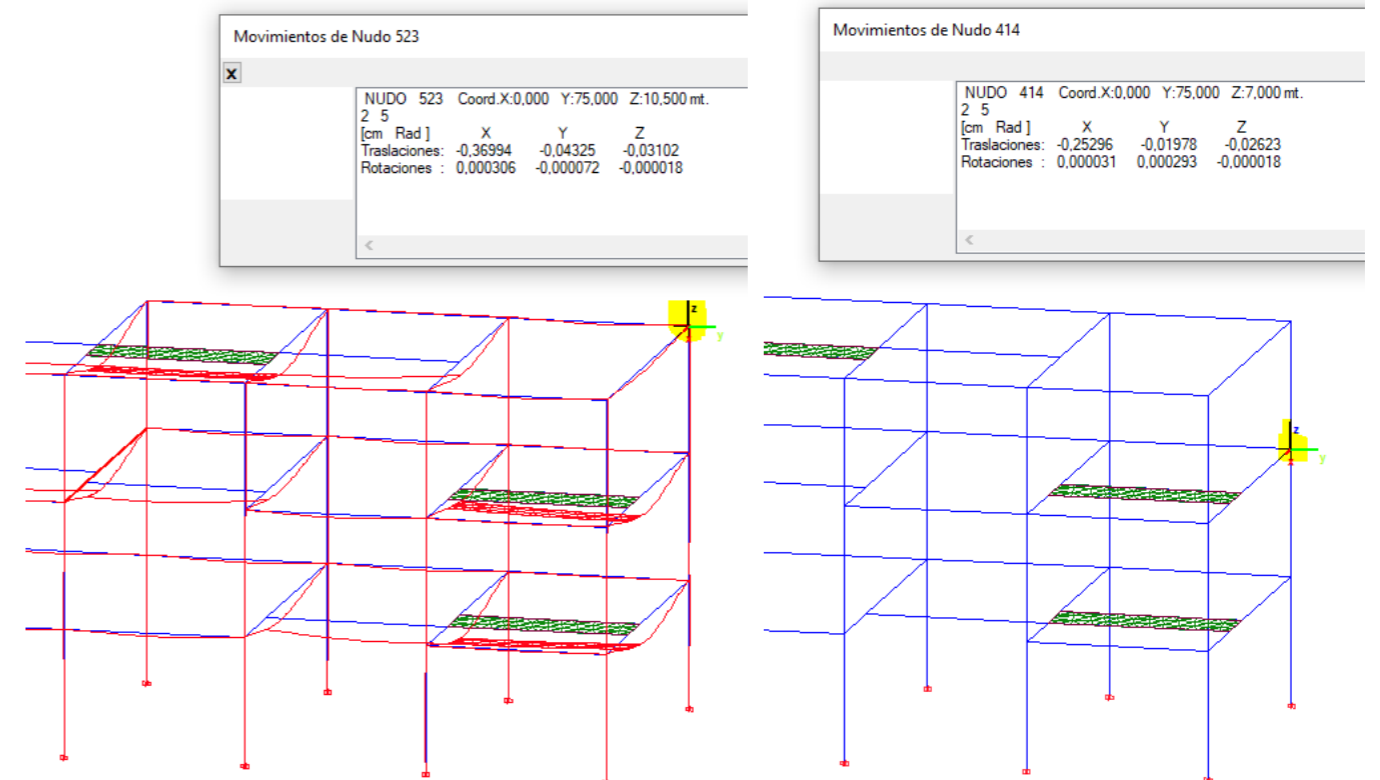 Movimientos de Nudo 523
x
NUDO 523 Coord.X:0,000 Y:75,000 Z:10,500 mt.
2 5
[cm Rad ] X Y Z
Traslaciones: -0,36994 -0,04325 -0,03102
Rotaciones : 0,000306 -0,000072 -0,000018
<
z
y
Movimientos de Nudo 414
NUDO 414 Coord.X:0,000 Y:75,000 Z:7,000 mt.
2 5
[cm Rad ] X Y Z
Traslaciones: -0,25296 -0,01978 -0,02623
Rotaciones : 0,000031 0,000293 -0,000018
<
z
y